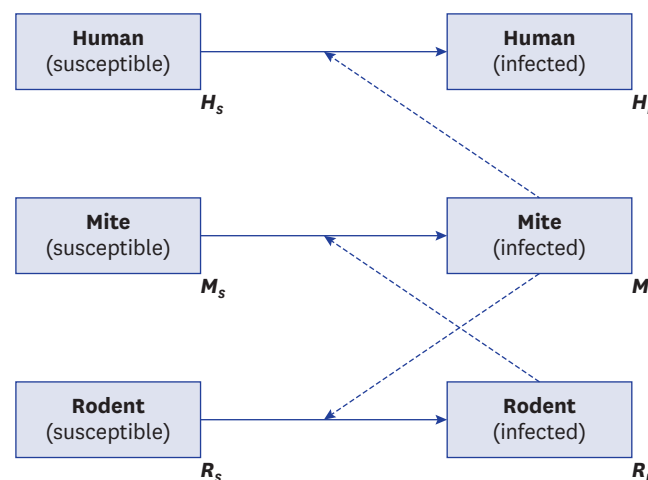 Human
(susceptible)
Human
(infected)
Hs
H
Mite
(susceptible)
Mite
(infected)
Ms
M
Rodent
(susceptible)
Rodent
(infected)
Rs
R